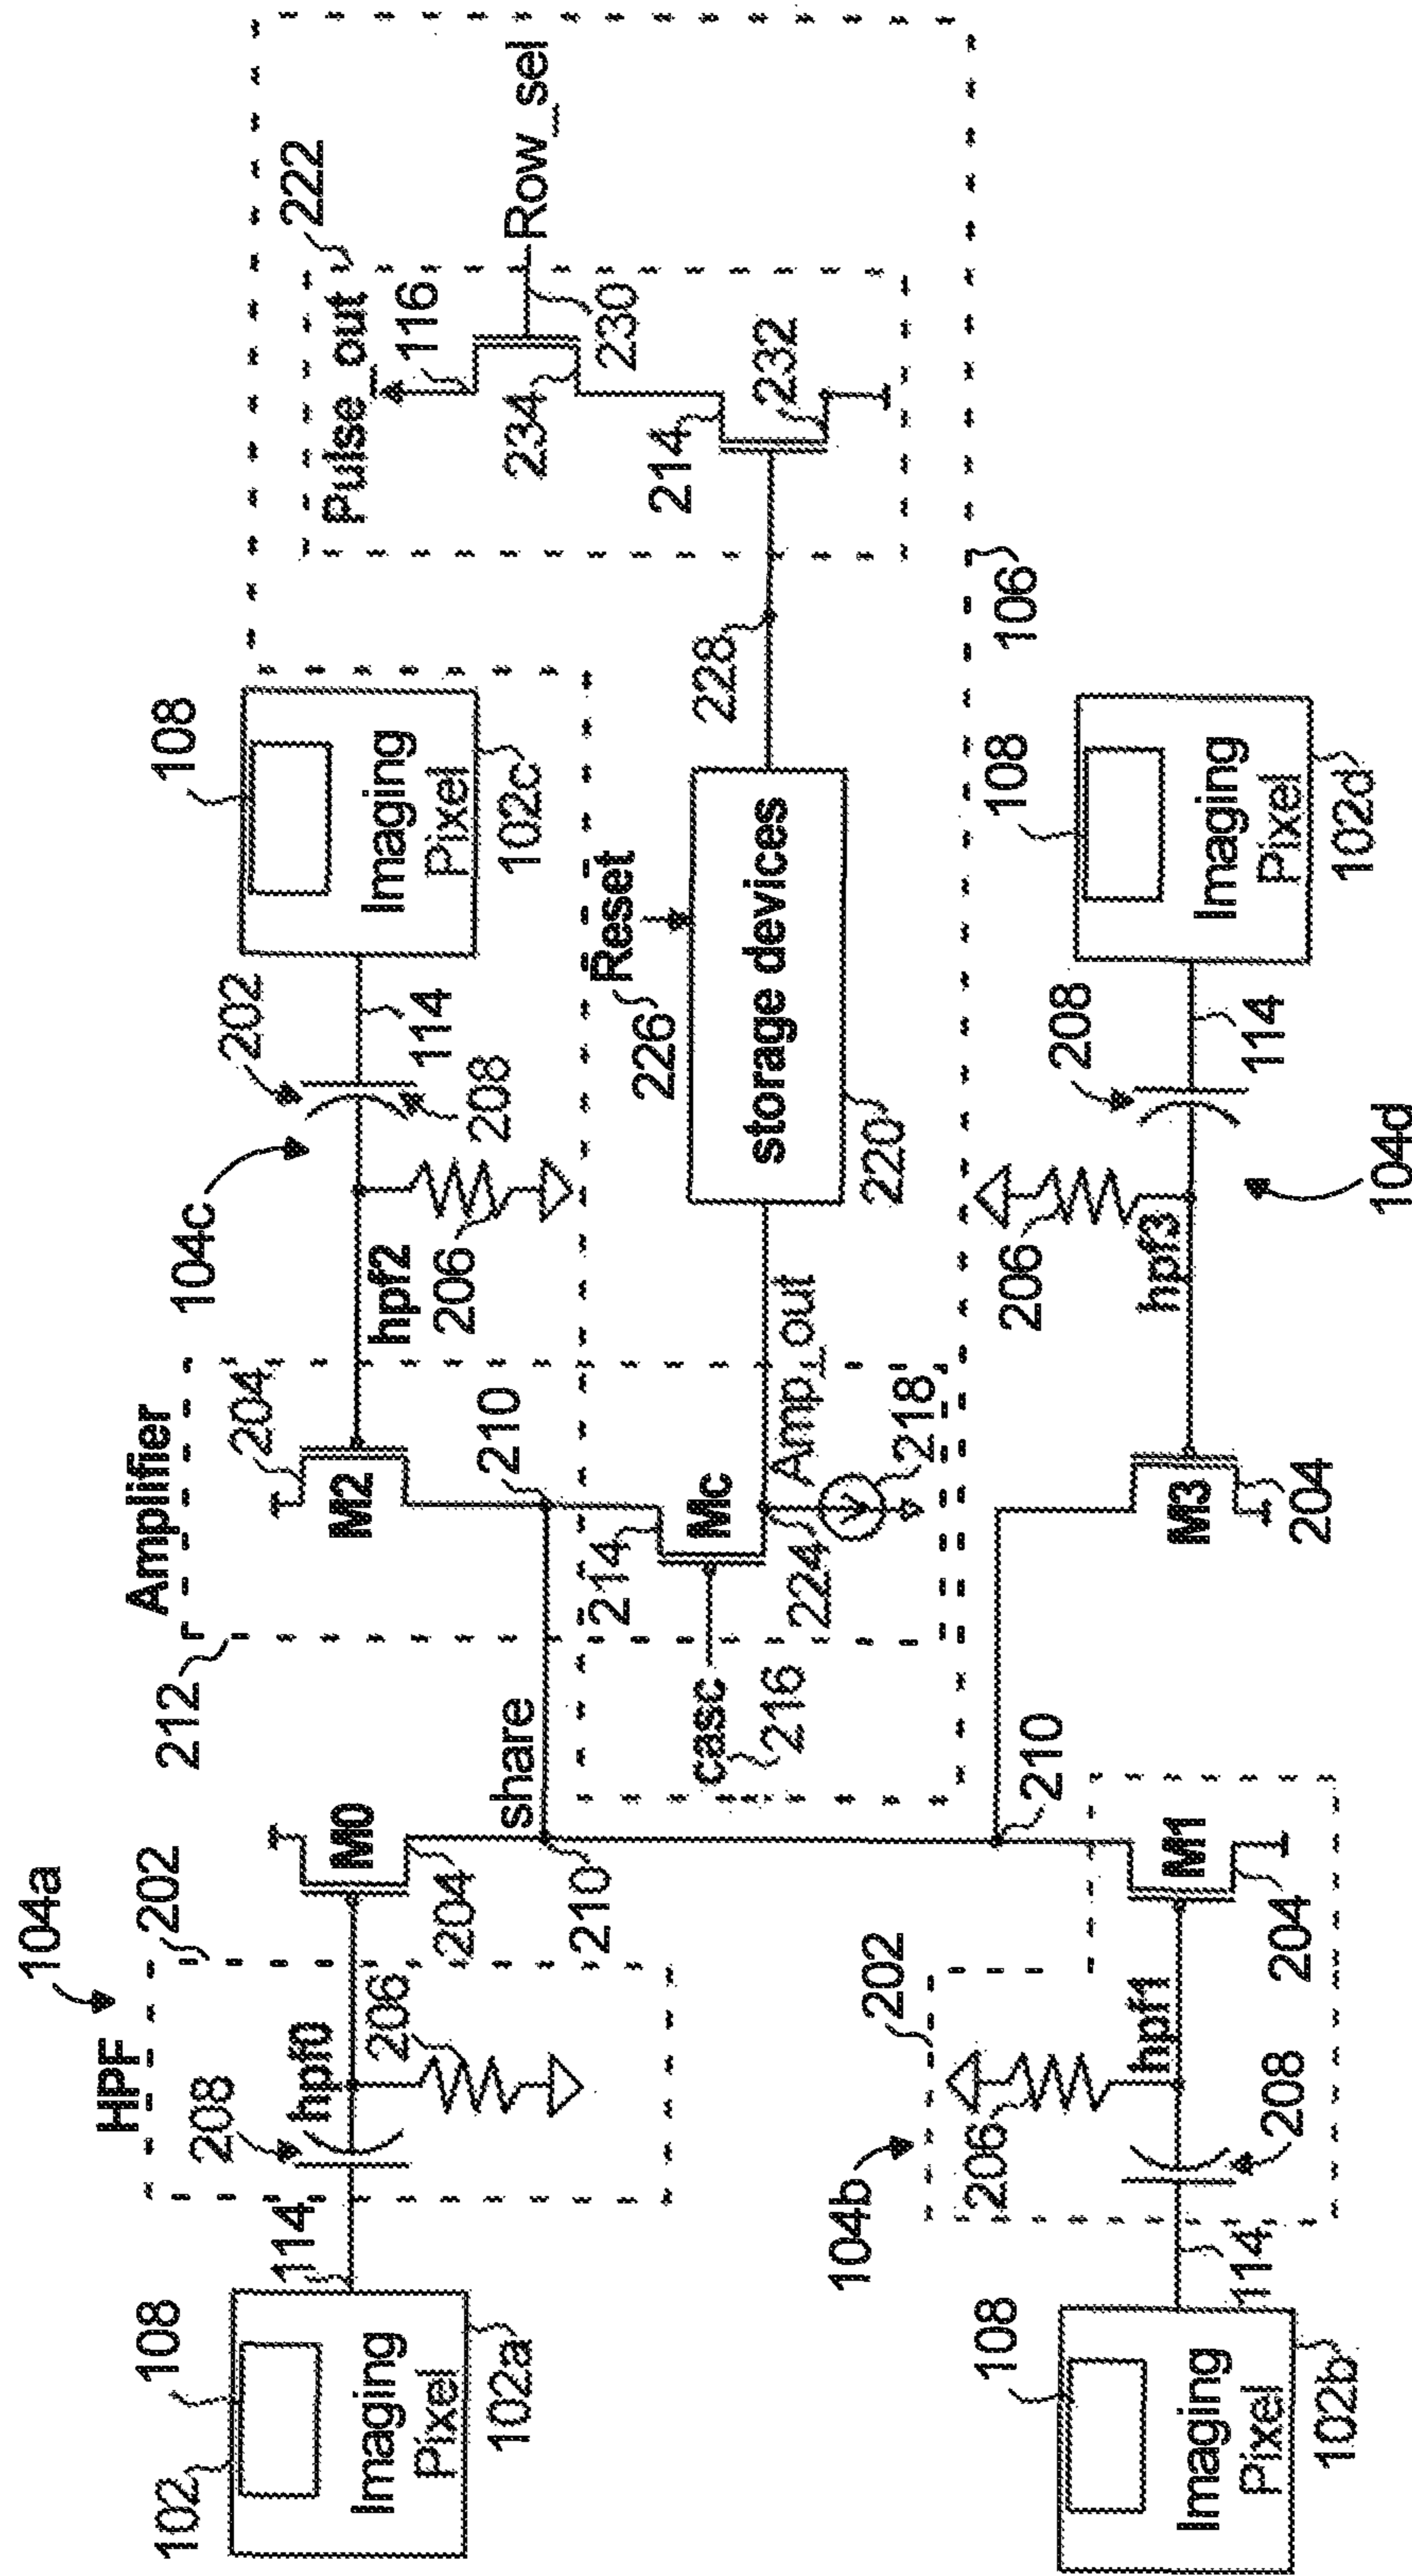 104a
HPF
202
212
Amplifier
104c
202
108
222
102
108
114
208
hpf0
206
M0
204
M2
204
hpf2
206
208
114
Imaging
Pixel
102c
Pulse out
116
Row_sel
230
234
Imaging
Pixel
102a
210
share
210
214
Mc
casc
216
224
Amp_out
218
226
Reset
storage devices
220
228
214
232
106
104b
202
206
hpf1
208
114
108
Imaging
Pixel
102b
M1
204
210
M3
204
206
hpf3
208
114
104d
108
Imaging
Pixel
102d